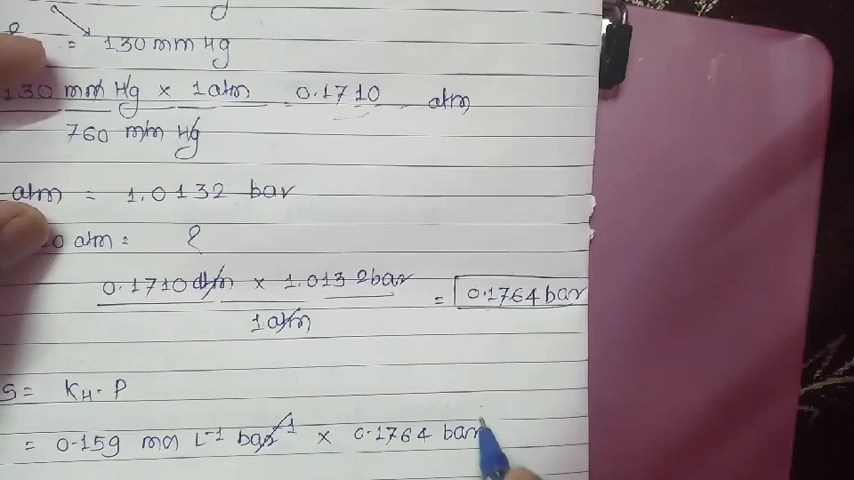 = 130 mm Hg
130 mm Hg × 1 atm 0.1710 atm
760 mm Hg
atm = 1.0132 bar
0 atm = ?
0.1710 atm × 1.0132 bar
= 0.1764 bar
1 atm
S = KH. P
= 0.159 mol L-1 bar-1 × 0.1764 bar